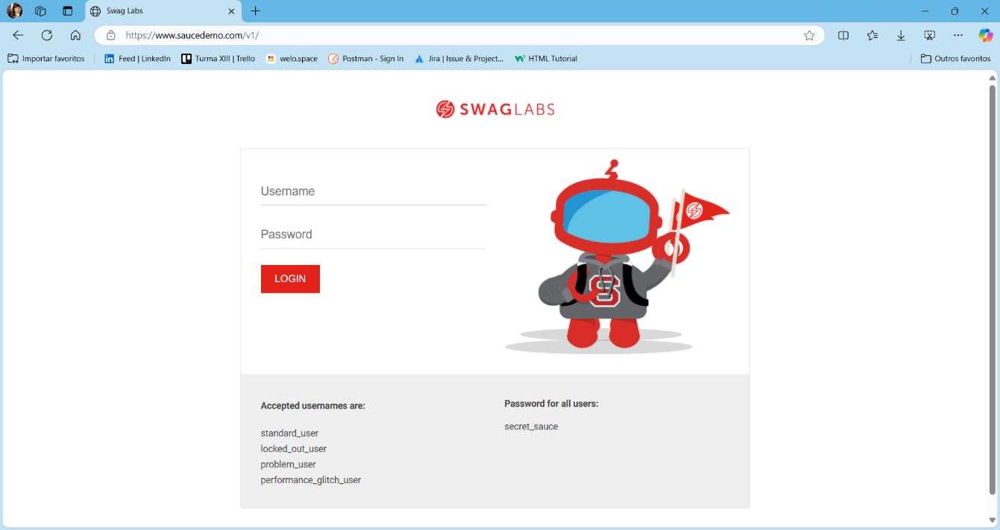 Swag Labs
https://www.saucedemo.com/v1/
Importar favoritos
Feed | LinkedIn
Turma XIII | Trello
welo.space
Postman - Sign In
Jira | Issue & Project...
HTML Tutorial
Outros favoritos
SWAGLABS
Username
Password
LOGIN
S
Accepted usernames are:
standard_user
locked_out_user
problem_user
performance_glitch_user
Password for all users:
secret_sauce